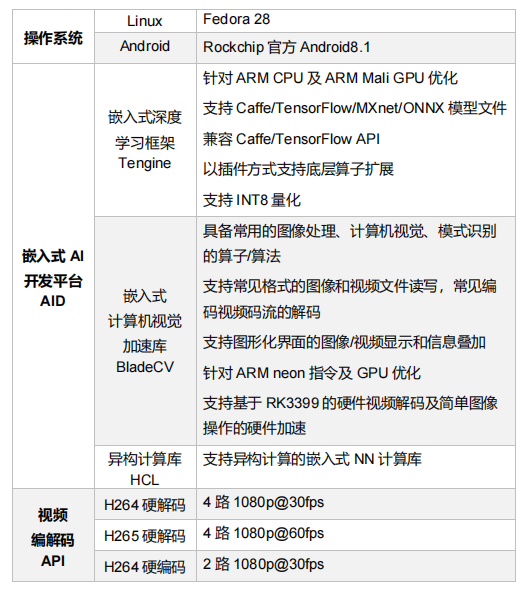 操作系统
Linux
Fedora 28
Android
Rockchip 官方 Android8.1
嵌入式 AI
开发平台
AID
嵌入式深度
学习框架
Tengine
针对 ARM CPU 及 ARM Mali GPU 优化
支持 Caffe/TensorFlow/MXnet/ONNX 模型文件
兼容 Caffe/TensorFlow API
以插件方式支持底层算子扩展
支持 INT8 量化
嵌入式
计算机视觉
加速库
BladeCV
具备常用的图像处理、计算机视觉、模式识别
的算子/算法
支持常见格式的图像和视频文件读写，常见编
码视频码流的解码
支持图形化界面的图像/视频显示和信息叠加
针对 ARM neon 指令及 GPU 优化
支持基于 RK3399 的硬件视频解码及简单图像
操作的硬件加速
异构计算库
HCL
支持异构计算的嵌入式 NN 计算库
视频
编解码
API
H264 硬解码
4 路 1080p@30fps
H265 硬解码
4 路 1080p@60fps
H264 硬编码
2 路 1080p@30fps